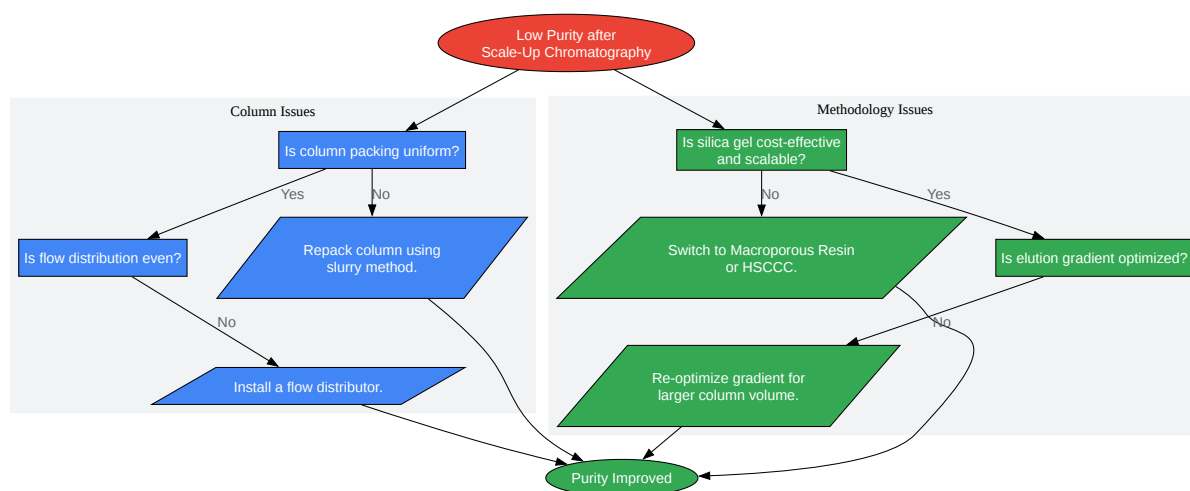 Low Purity after
Scale-Up Chromatography
Column Issues
Methodology Issues
Is column packing uniform?
Is silica gel cost-effective
and scalable?
Yes
No
No
Yes
Is flow distribution even?
Repack column using
slurry method.
Switch to Macroporous Resin
or HSCCC.
Is elution gradient optimized?
No
No
Install a flow distributor.
Re-optimize gradient for
larger column volume.
Purity Improved